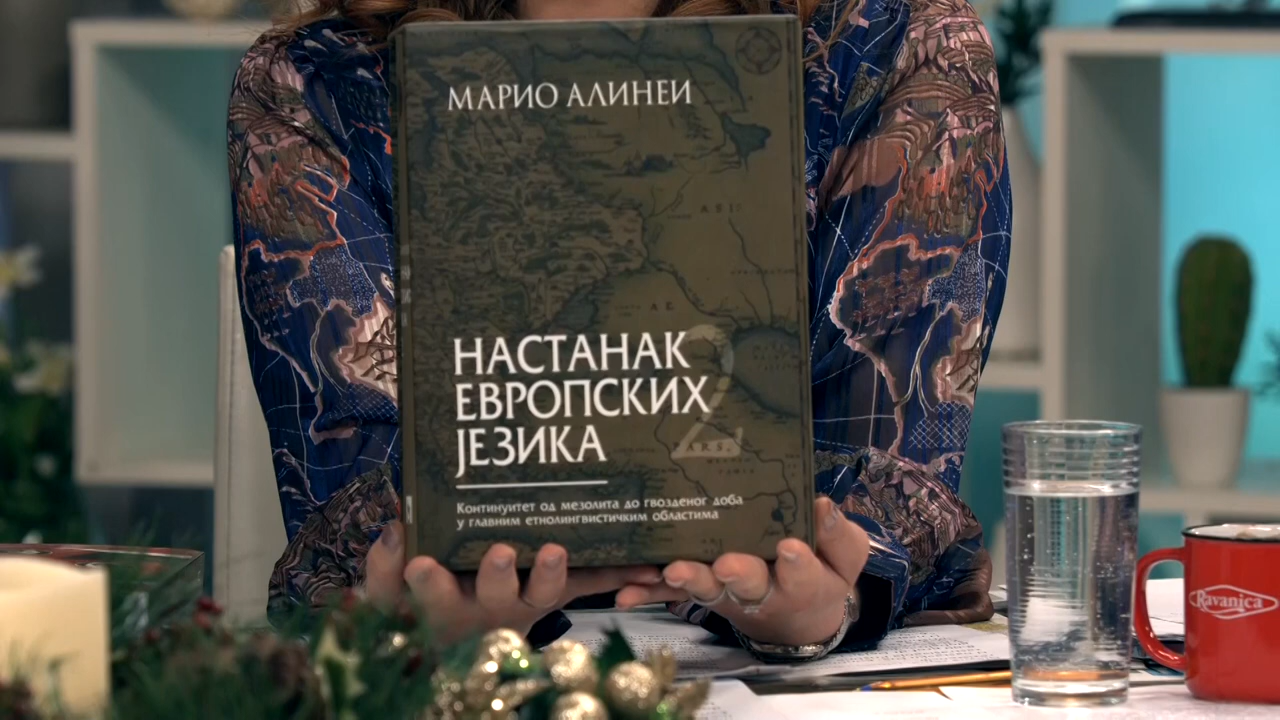 МАРИО АЛИНЕИ
НАСТАНАК
ЕВРОПСКИХ
ЈЕЗИКА
2
Континуитет од мезолита до гвозденог доба
у главним етнолингвистичким областима
Ravanica